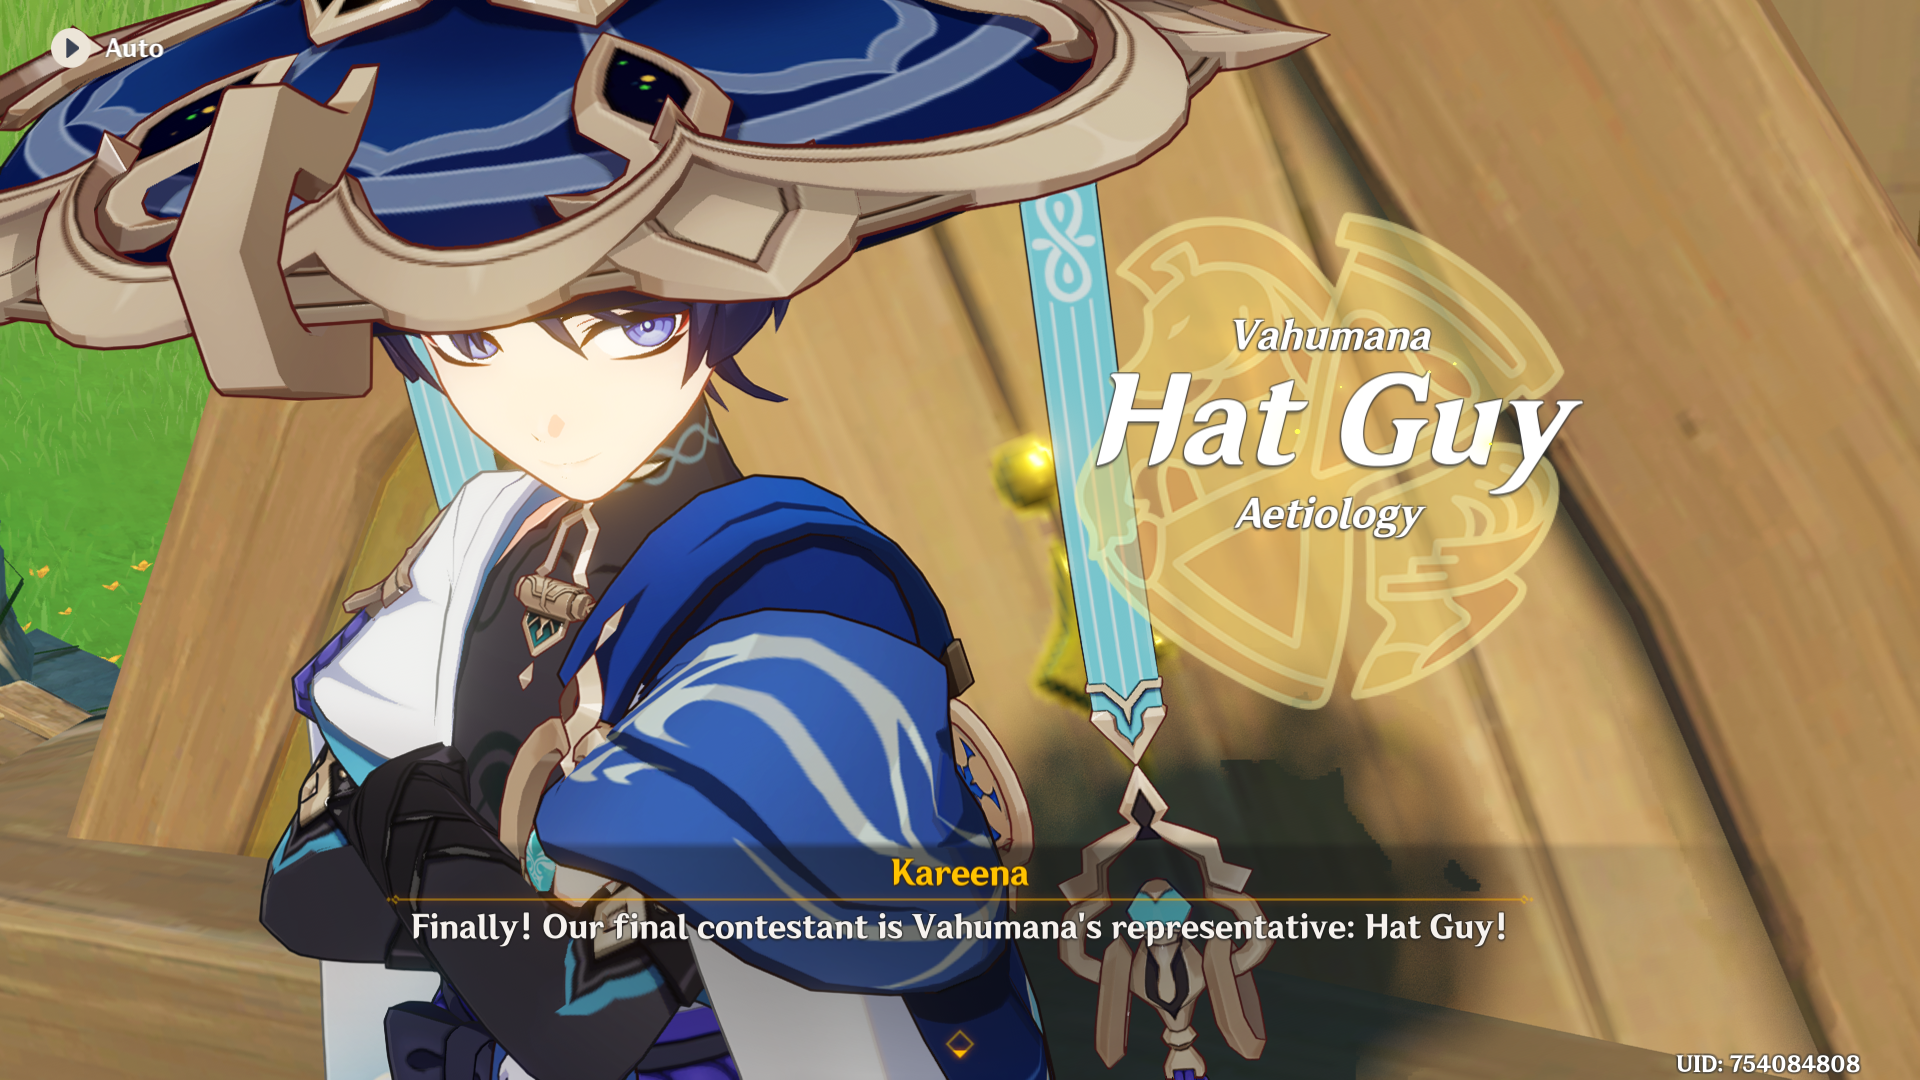 Auto
Vahumana
Hat Guy
Aetiology
Kareena
Finally! Our final contestant is Vahumana's representative: Hat Guy!
UID: 754084808